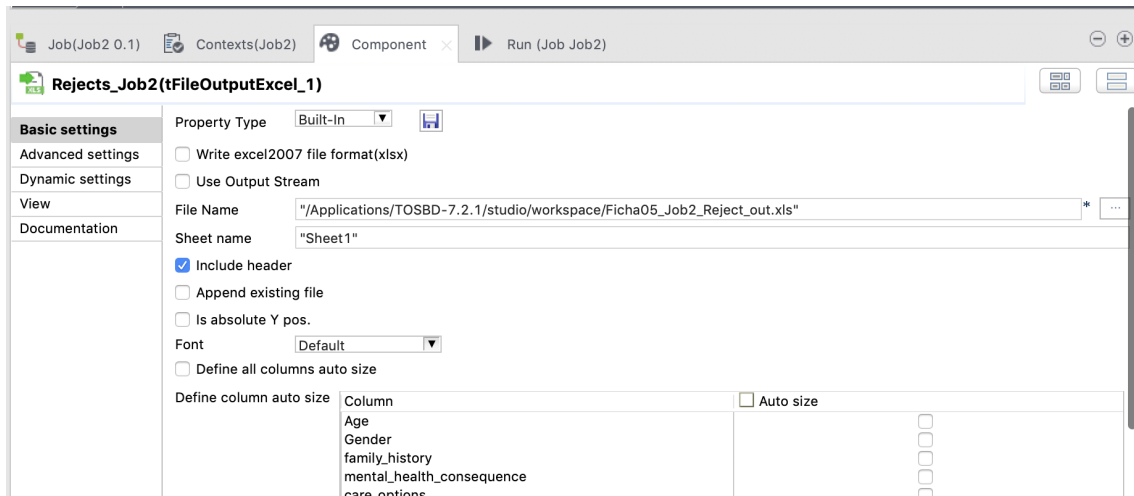 Job(Job2 0.1) Contexts(Job2) Component Run (Job Job2)
Rejects_Job2(tFileOutputExcel_1)
Basic settings
Advanced settings
Dynamic settings
View
Documentation
Property Type Built-In
Write excel2007 file format(xlsx)
Use Output Stream
File Name "/Applications/TOSBD-7.2.1/studio/workspace/Ficha05_Job2_Reject_out.xls" * ...
Sheet name "Sheet1"
Include header
Append existing file
Is absolute Y pos.
Font Default
Define all columns auto size
Define column auto size Column Auto size
Age
Gender
family_history
mental_health_consequence
care_options